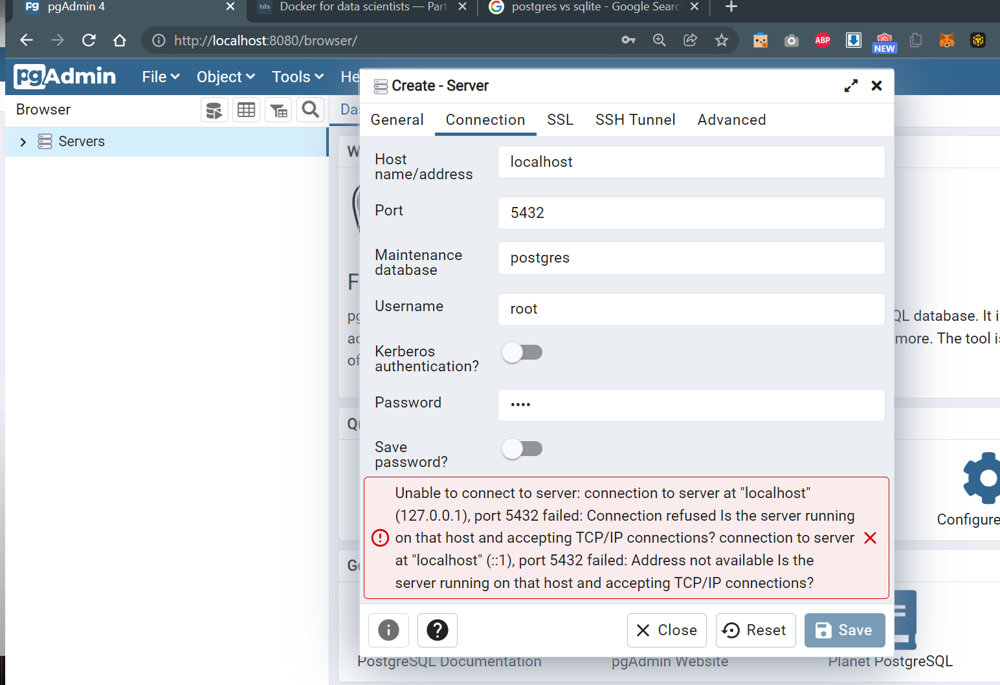 pg pgAdmin 4
tds Docker for data scientists — Part
G postgres vs sqlite - Google Searc
http://localhost:8080/browser/
ABP
NEW
pgAdmin
File Object Tools He
Create - Server
Browser
Das
General Connection SSL SSH Tunnel Advanced
Servers
W
Host
name/address
localhost
Port
5432
Maintenance
database
postgres
F
Username
root
pg
QL database. It i
ac
more. The tool is
of
Kerberos
authentication?
Password
••••
Qu
Save
password?
Unable to connect to server: connection to server at "localhost"
(127.0.0.1), port 5432 failed: Connection refused Is the server running
on that host and accepting TCP/IP connections? connection to server
at "localhost" (::1), port 5432 failed: Address not available Is the
server running on that host and accepting TCP/IP connections?
Configure
Ge
Close Reset Save
PostgreSQL Documentation
pgAdmin Website
Planet PostgreSQL